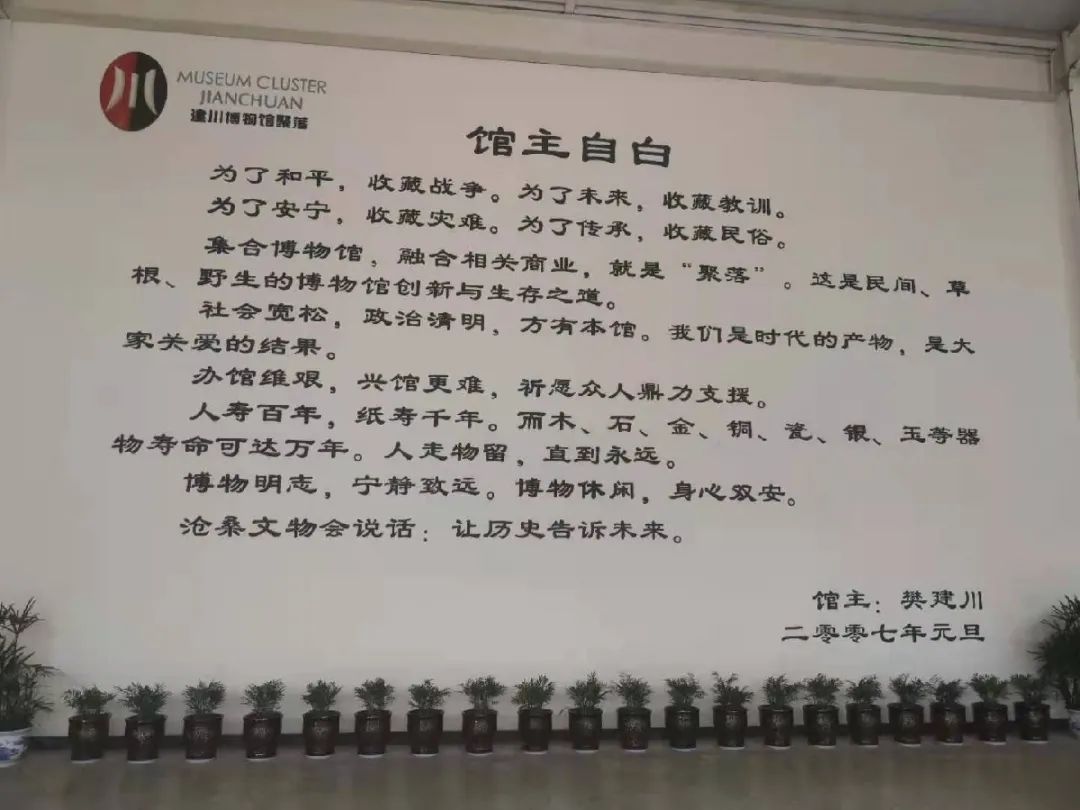 川
MUSEUM CLUSTER
JIANCHUAN
建川博物馆聚落
馆主自白
为了和平，收藏战争。为了未来，收藏教训。
为了安宁，收藏灾难。为了传承，收藏民俗。
集合博物馆，融合相关商业，就是“聚落”。这是民间、草
根、野生的博物馆创新与生存之道。
社会宽松，政治清明，方有本馆。我们是时代的产物，是大
家关爱的结果。
办馆维艰，兴馆更难，祈愿众人鼎力支援。
人寿百年，纸寿千年。而木、石、金、铜、瓷、银、玉等器
物寿命可达万年。人走物留，直到永远。
博物明志，宁静致远。博物休闲，身心双安。
沧桑文物会说话：让历史告诉未来。
馆主：樊建川
二零零七年元旦